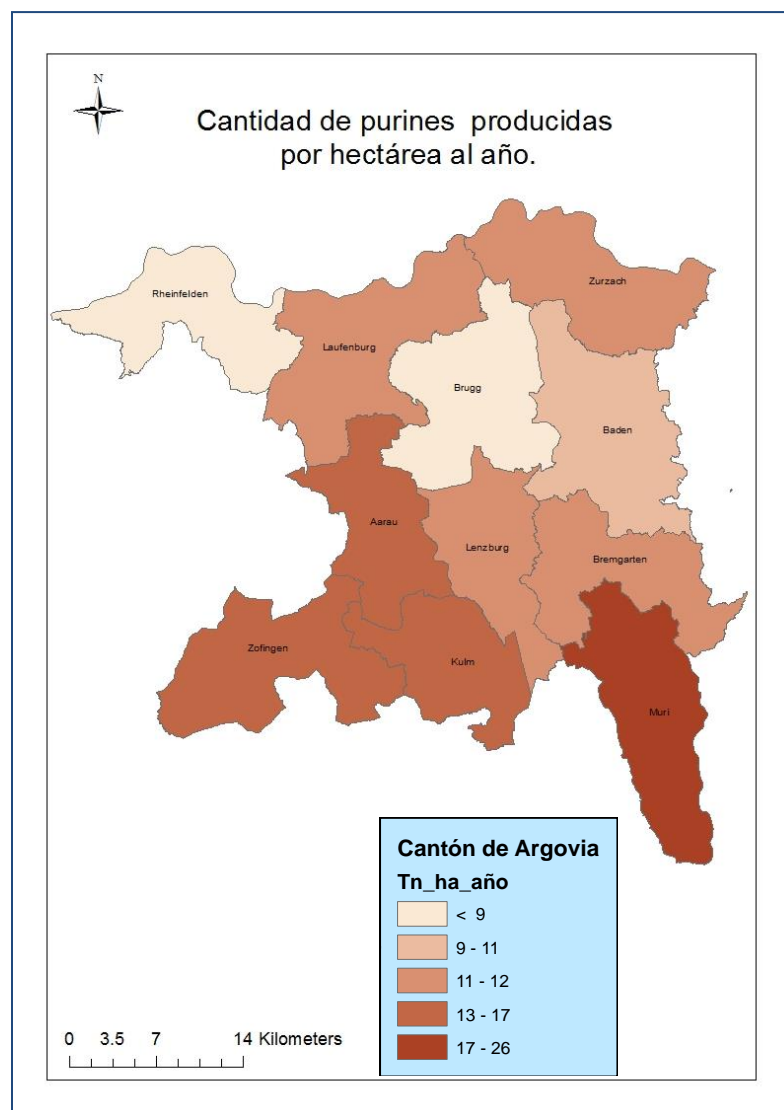 N
Cantidad de purines producidas
por hectárea al año.
Zurzach
Rheinfelden
Laufenburg
Brugg
Baden
Aarau
Lenzburg
Bremgarten
Zofingen
Kulm
Muri
Cantón de Argovia
Tn_ha_año
< 9
9 - 11
11 - 12
13 - 17
17 - 26
0 3.5 7 14 Kilometers